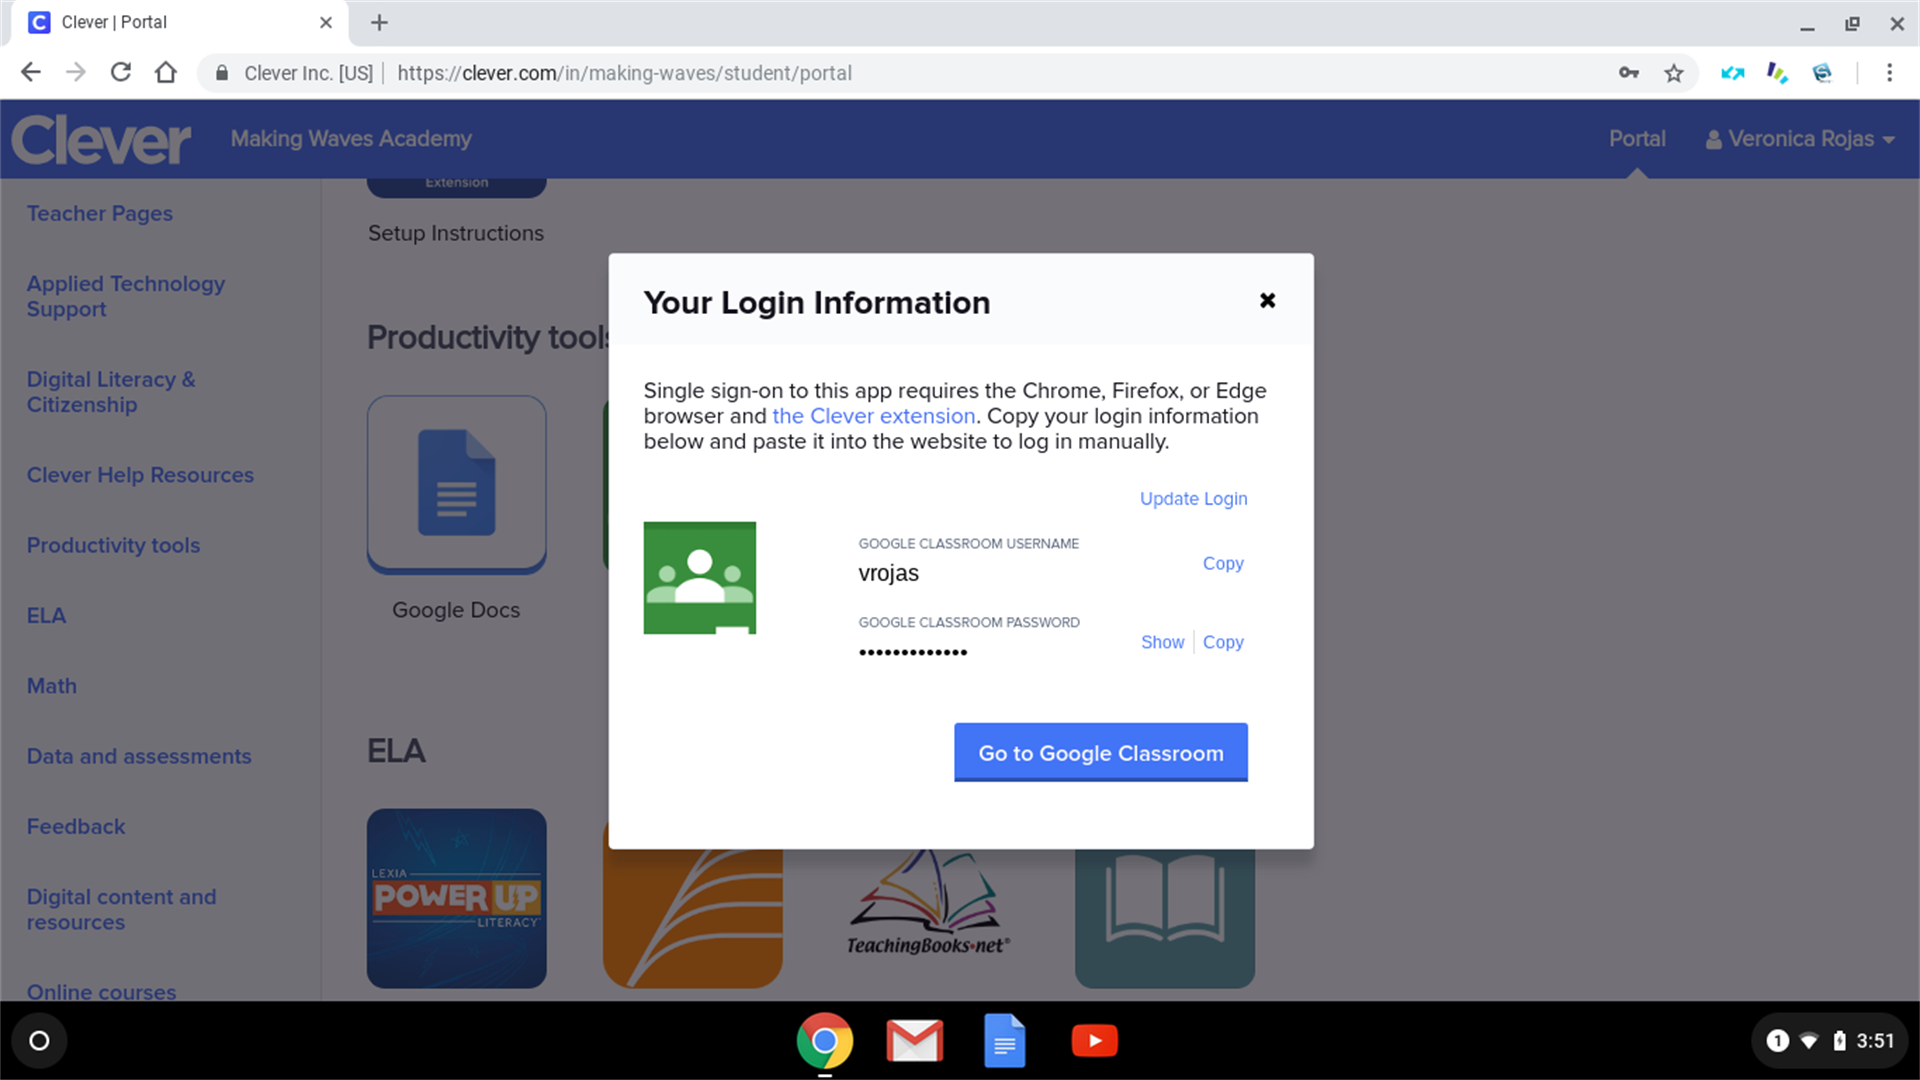 Clever | Portal
Clever Inc. [US]
https://clever.com/in/making-waves/student/portal
Clever
Making Waves Academy
Portal
Veronica Rojas
Teacher Pages
Applied Technology
Support
Digital Literacy &
Citizenship
Clever Help Resources
Productivity tools
ELA
Math
Data and assessments
Feedback
Digital content and
resources
Online courses
Extension
Setup Instructions
Productivity tools
Google Docs
ELA
LEXIA
POWER UP
LITERACY
TeachingBooks.net
Your Login Information
Single sign-on to this app requires the Chrome, Firefox, or Edge
browser and the Clever extension. Copy your login information
below and paste it into the website to log in manually.
Update Login
GOOGLE CLASSROOM USERNAME
vrojas
Copy
GOOGLE CLASSROOM PASSWORD
•••••••••••••
Show
Copy
Go to Google Classroom
1
3:51